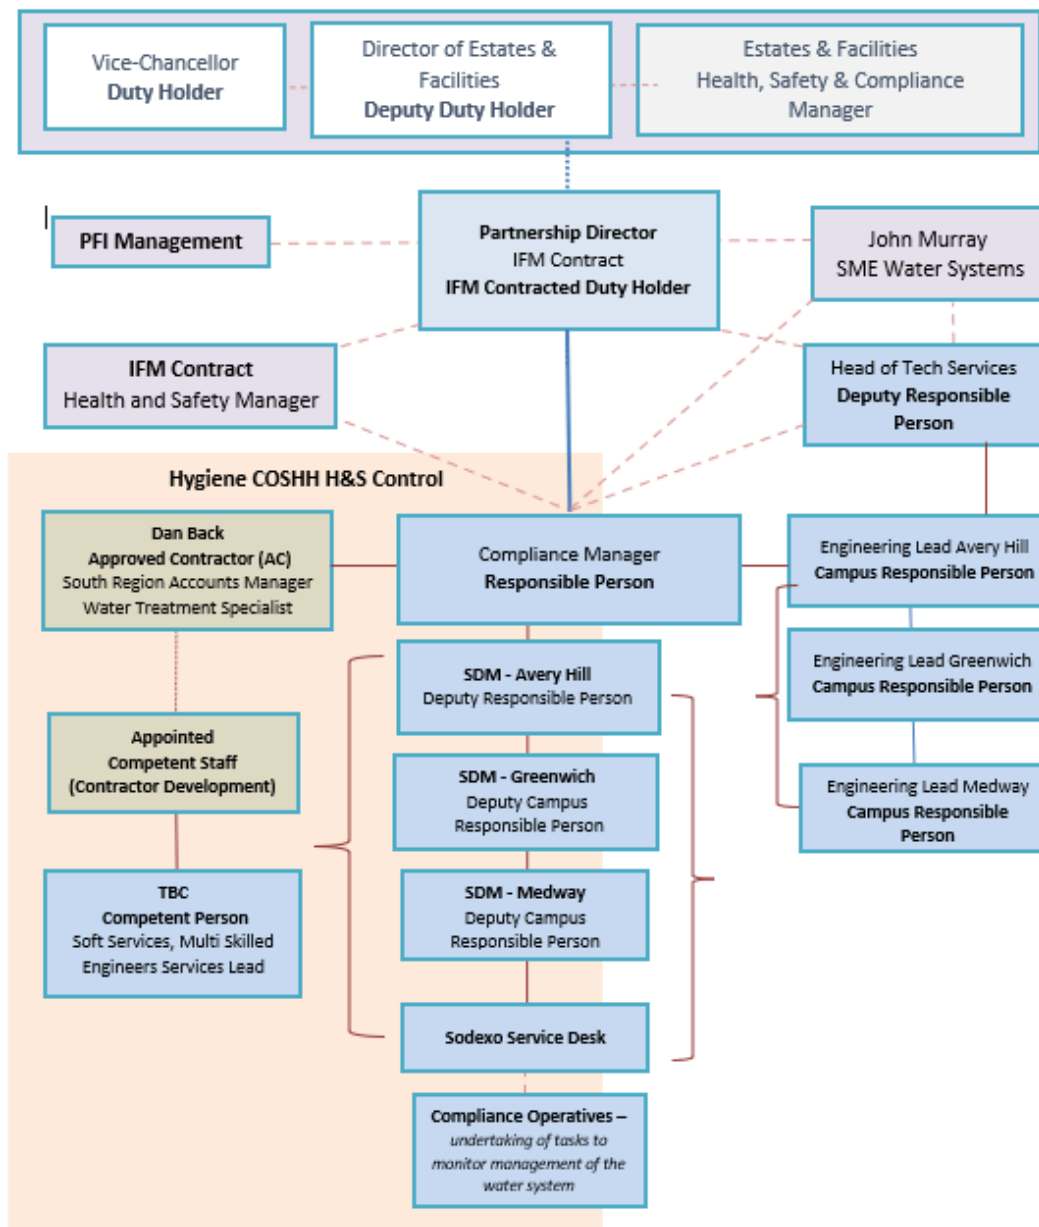 Vice-Chancellor
Duty Holder
Director of Estates &
Facilities
Deputy Duty Holder
Estates & Facilities
Health, Safety & Compliance
Manager
PFI Management
Partnership Director
IFM Contract
IFM Contracted Duty Holder
John Murray
SME Water Systems
IFM Contract
Health and Safety Manager
Head of Tech Services
Deputy Responsible
Person
Hygiene COSHH H&S Control
Dan Back
Approved Contractor (AC)
South Region Accounts Manager
Water Treatment Specialist
Compliance Manager
Responsible Person
Engineering Lead Avery Hill
Campus Responsible Person
SDM - Avery Hill
Deputy Responsible Person
Engineering Lead Greenwich
Campus Responsible Person
Appointed
Competent Staff
(Contractor Development)
SDM - Greenwich
Deputy Campus
Responsible Person
Engineering Lead Medway
Campus Responsible
Person
TBC
Competent Person
Soft Services, Multi Skilled
Engineers Services Lead
SDM - Medway
Deputy Campus
Responsible Person
Sodexo Service Desk
Compliance Operatives –
undertaking of tasks to
monitor management of the
water system